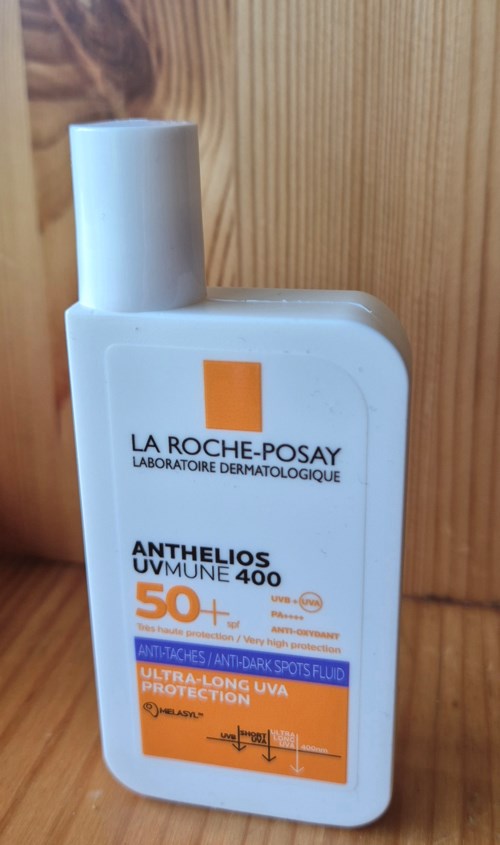 LA ROCHE-POSAY
LABORATOIRE DERMATOLOGIQUE
ANTHELIOS
UVMUNE 400
50+ spf
UVB + UVA
PA++++
ANTI-OXYDANT
Très haute protection / Very high protection
ANTI-TACHES / ANTI-DARK SPOTS FLUID
ULTRA-LONG UVA
PROTECTION
MELASYL™
UVB
SHORT UVA
ULTRA LONG UVA
400nm